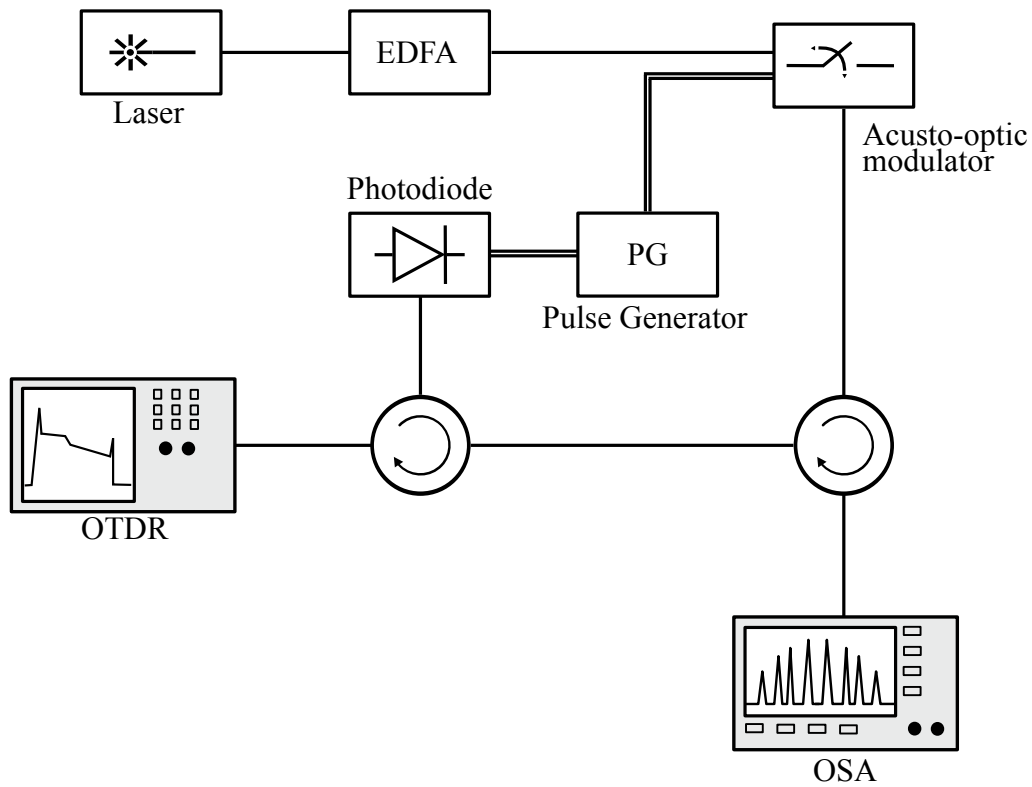 EDFA
Laser
Acusto-optic
modulator
Photodiode
PG
Pulse Generator
OTDR
OSA